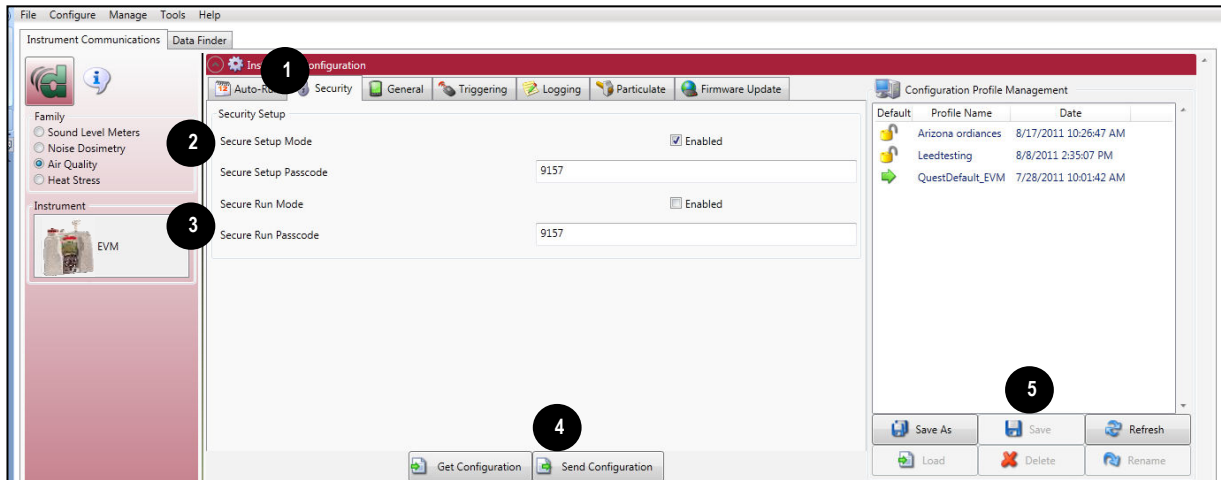 File Configure Manage Tools Help
Instrument Communications Data Finder
1
Configuration Profile Management
Security General Triggering Logging Particulate Firmware Update
Family
Sound Level Meters
Noise Dosimetry
Air Quality
Heat Stress
Instrument
EVM
Security Setup
2
Secure Setup Mode Enabled
Secure Setup Passcode 9157
Secure Run Mode Enabled
3
Secure Run Passcode 9157
4
Get Configuration Send Configuration
Default Profile Name Date
Arizona ordiances 8/17/2011 10:26:47 AM
Leedtesting 8/8/2011 2:35:07 PM
QuestDefault_EVM 7/28/2011 10:01:42 AM
5
Save As Save Refresh
Load Delete Rename